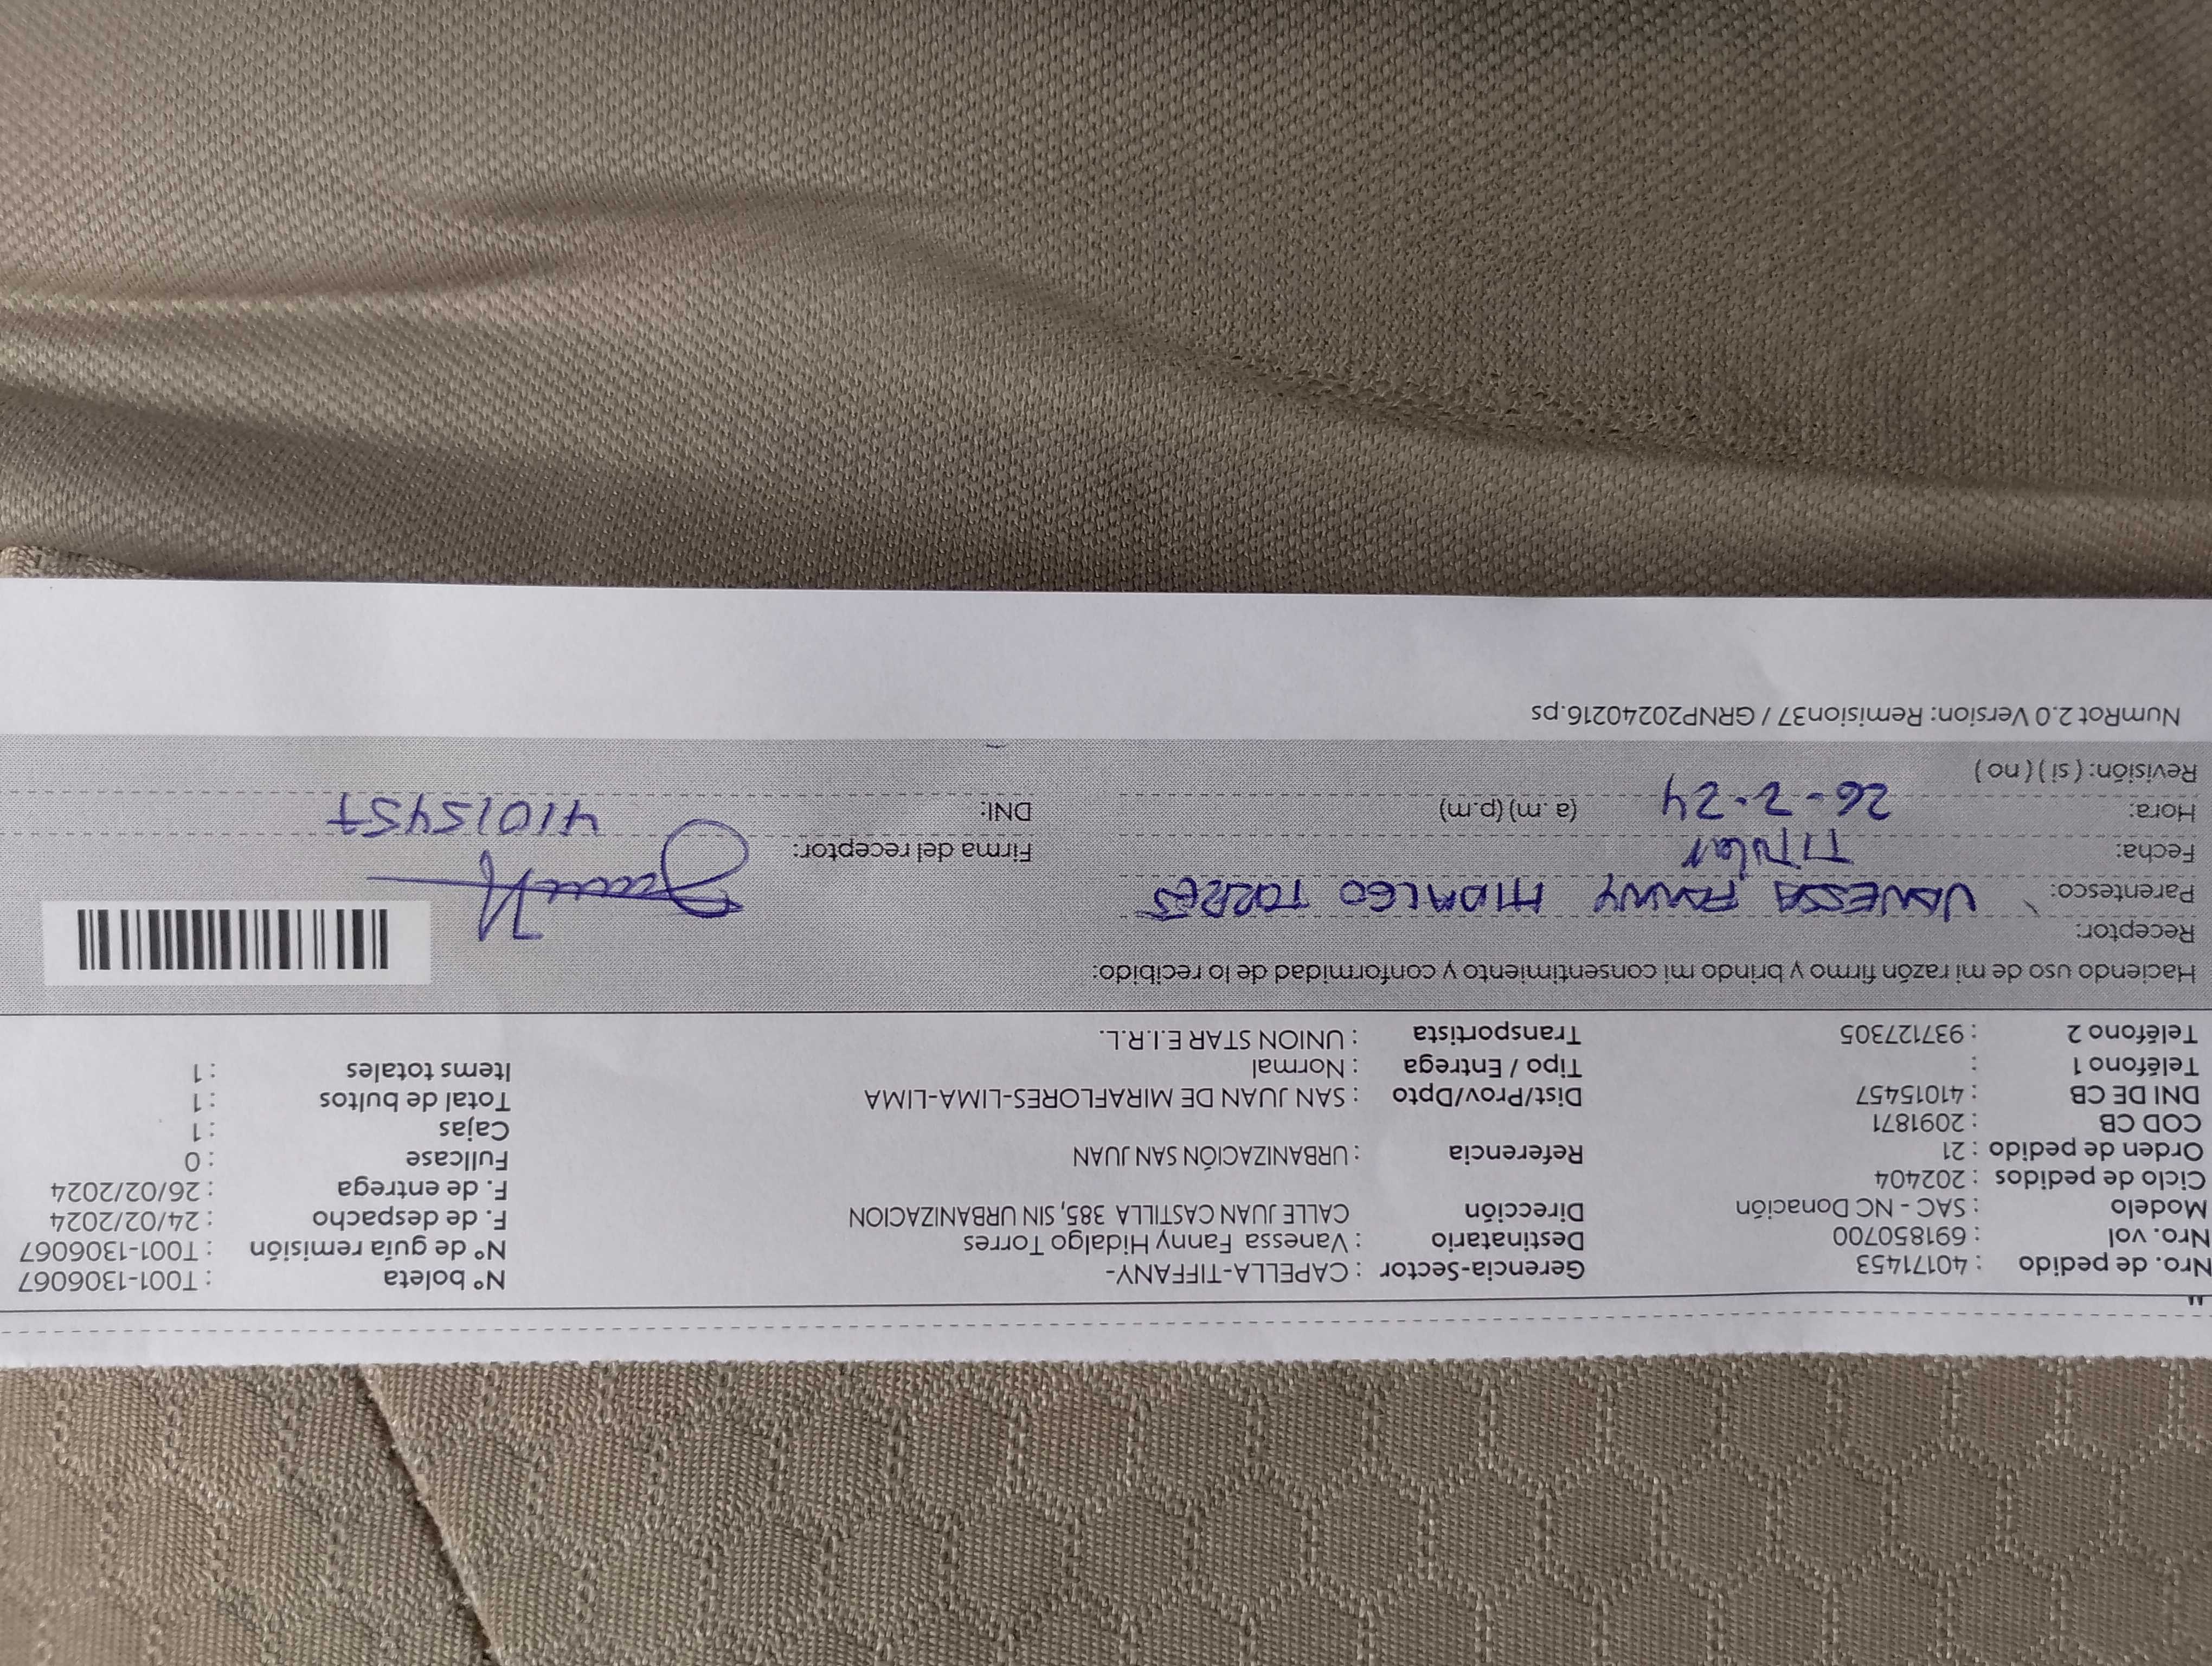 Nro. de pedido : 40171453
Nro. vol : 691850700
Modelo : SAC - NC Donación
Ciclo de pedidos : 202404
Orden de pedido : 21
COD CB : 2091871
DNI DE CB : 41015457
Teléfono 1 :
Teléfono 2 : 937127305
Gerencia-Sector : CAPELLA-TIFFANY-
Destinatario : Vanessa Fanny Hidalgo Torres
Dirección CALLE JUAN CASTILLA 385, SIN URBANIZACION
Referencia : URBANIZACIÓN SAN JUAN
Dist/Prov/Dpto : SAN JUAN DE MIRAFLORES-LIMA-LIMA
Tipo / Entrega : Normal
Transportista : UNION STAR E.I.R.L.
N° boleta : T001-1306067
N° de guía remisión : T001-1306067
F. de despacho : 24/02/2024
F. de entrega : 26/02/2024
Fullcase : 0
Cajas : 1
Total de bultos : 1
Items totales : 1
Haciendo uso de mi razón firmo y brindo mi consentimiento y conformidad de lo recibido:
Receptor:
Parentesco: VANESSA FANNY HIDALGO TORRES
Fecha: TITULAR
Hora: 26-2-24 (a.m) (p.m)
Revisión: ( si ) ( no )
Firma del receptor:
DNI: 41015457
NumRot 2.0 Version: Remision37 / GRNP20240216.ps